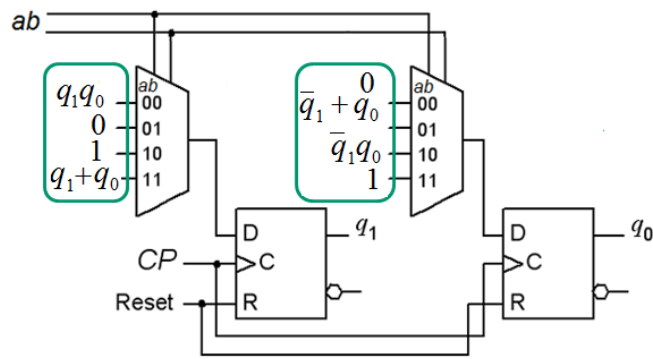 ab
q₁q₀
0
1
q₁+q₀
ab
00
01
10
11
0
q̅₁ + q₀
q̅₁q₀
1
ab
00
01
10
11
D
C
R
q₁
CP
Reset
D
C
R
q₀